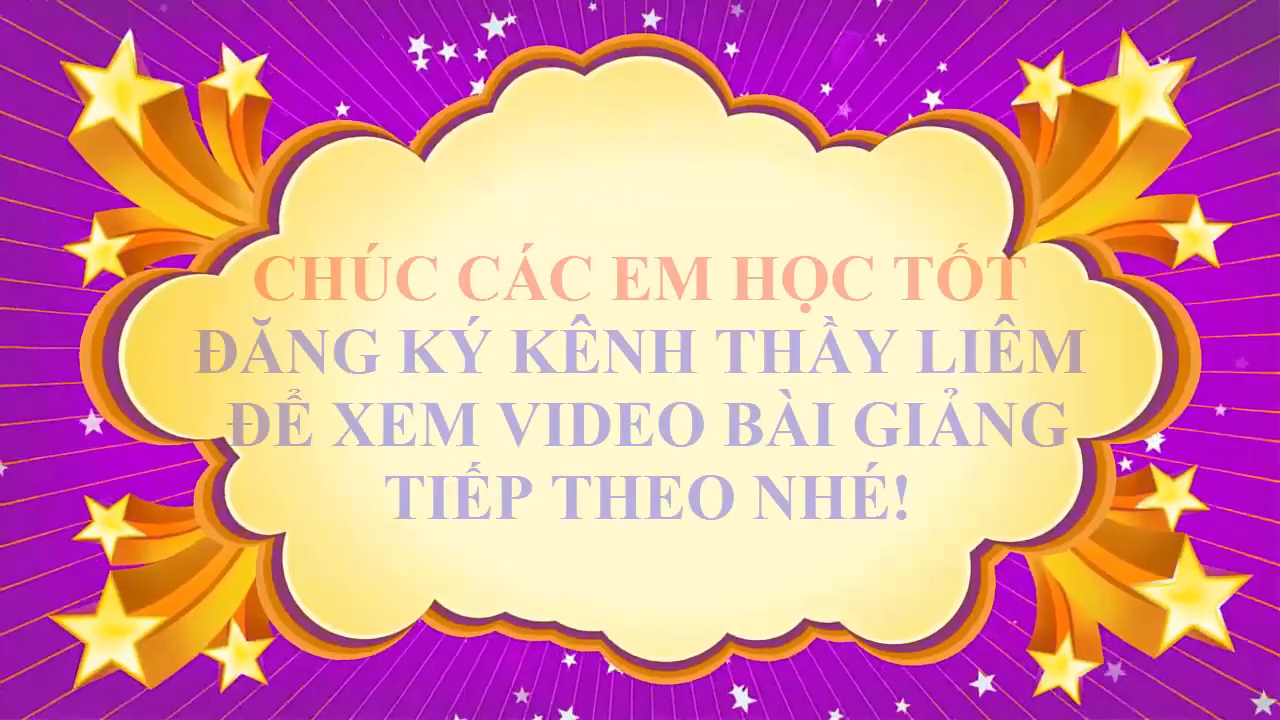 CHÚC CÁC EM HỌC TỐT
ĐĂNG KÝ KÊNH THẦY LIÊM
ĐỂ XEM VIDEO BÀI GIẢNG
TIẾP THEO NHÉ!